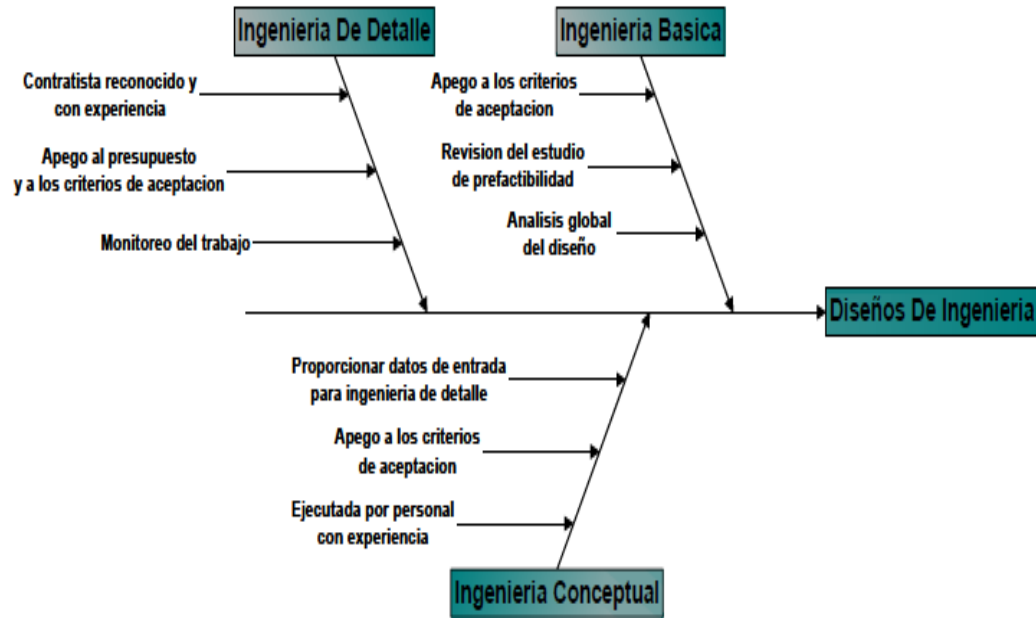 Ingenieria De Detalle
Ingenieria Basica
Contratista reconocido y
con experiencia
Apego a los criterios
de aceptacion
Apego al presupuesto
y a los criterios de aceptacion
Revision del estudio
de prefactibilidad
Monitoreo del trabajo
Analisis global
del diseño
Diseños De Ingenieria
Proporcionar datos de entrada
para ingenieria de detalle
Apego a los criterios
de aceptacion
Ejecutada por personal
con experiencia
Ingenieria Conceptual